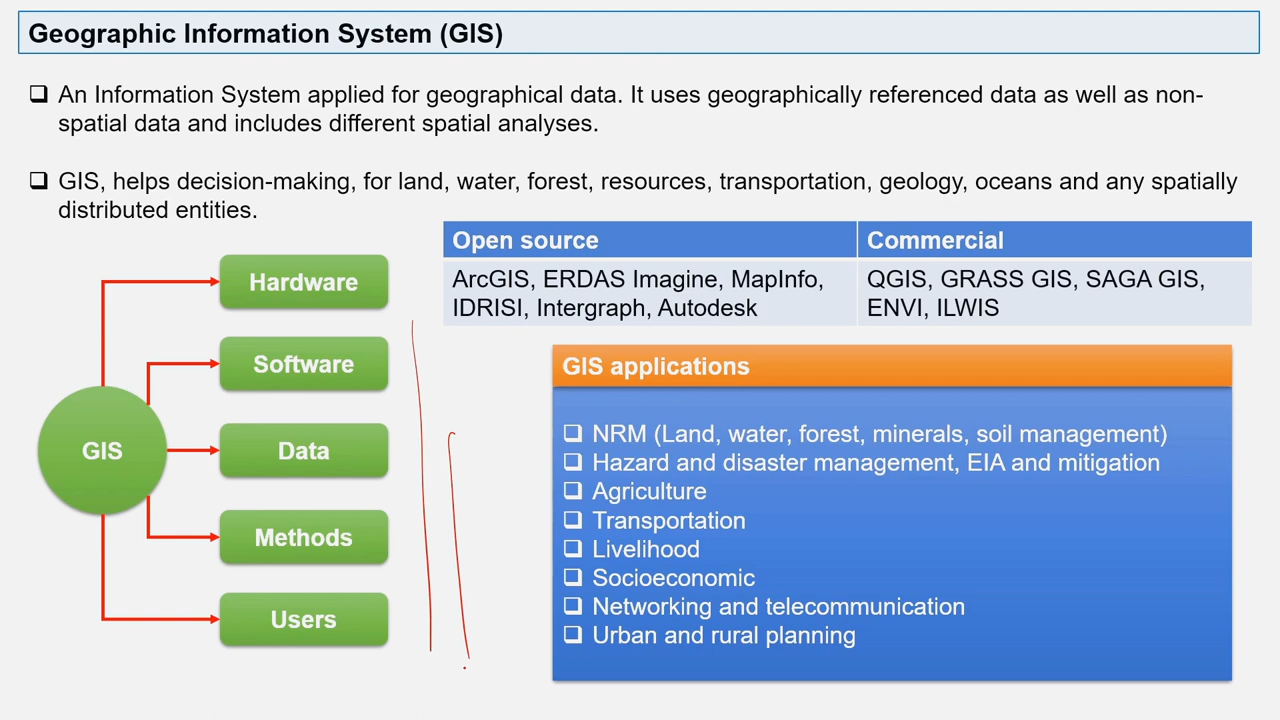 Geographic Information System (GIS)
❑ An Information System applied for geographical data. It uses geographically referenced data as well as non-
spatial data and includes different spatial analyses.
❑ GIS, helps decision-making, for land, water, forest, resources, transportation, geology, oceans and any spatially
distributed entities.
Open source
Commercial
ArcGIS, ERDAS Imagine, MapInfo,
IDRISI, Intergraph, Autodesk
QGIS, GRASS GIS, SAGA GIS,
ENVI, ILWIS
GIS
Hardware
Software
Data
Methods
Users
GIS applications
❑ NRM (Land, water, forest, minerals, soil management)
❑ Hazard and disaster management, EIA and mitigation
❑ Agriculture
❑ Transportation
❑ Livelihood
❑ Socioeconomic
❑ Networking and telecommunication
❑ Urban and rural planning